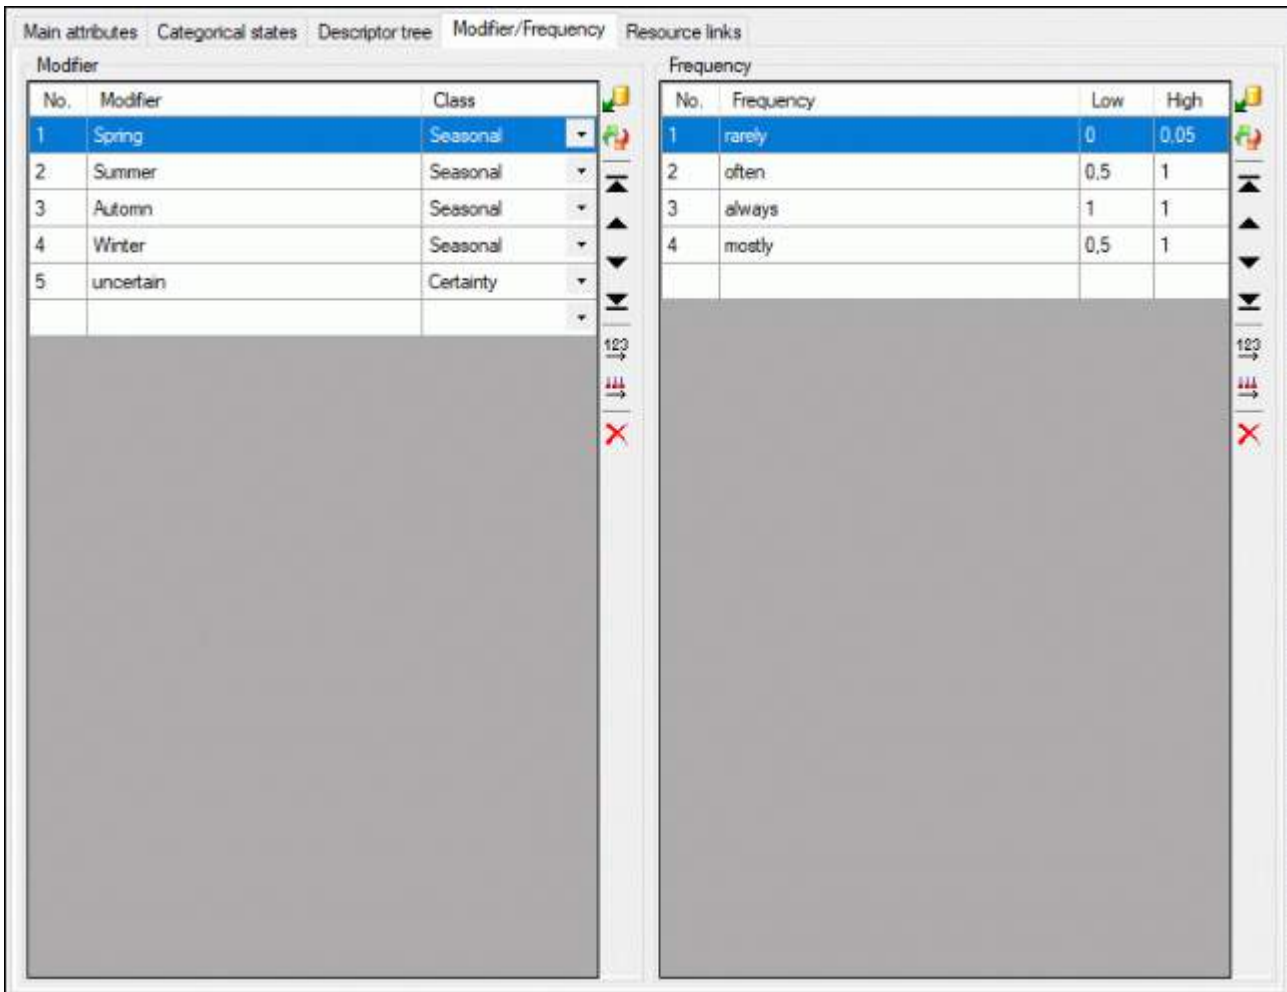 Main attributes Categorical states Descriptor tree Modifier/Frequency Resource links
Modifier
No. Modifier Class
1 Spring Seasonal
2 Summer Seasonal
3 Automn Seasonal
4 Winter Seasonal
5 uncertain Certainty
123
Frequency
No. Frequency Low High
1 rarely 0 0,05
2 often 0,5 1
3 always 1 1
4 mostly 0,5 1
123